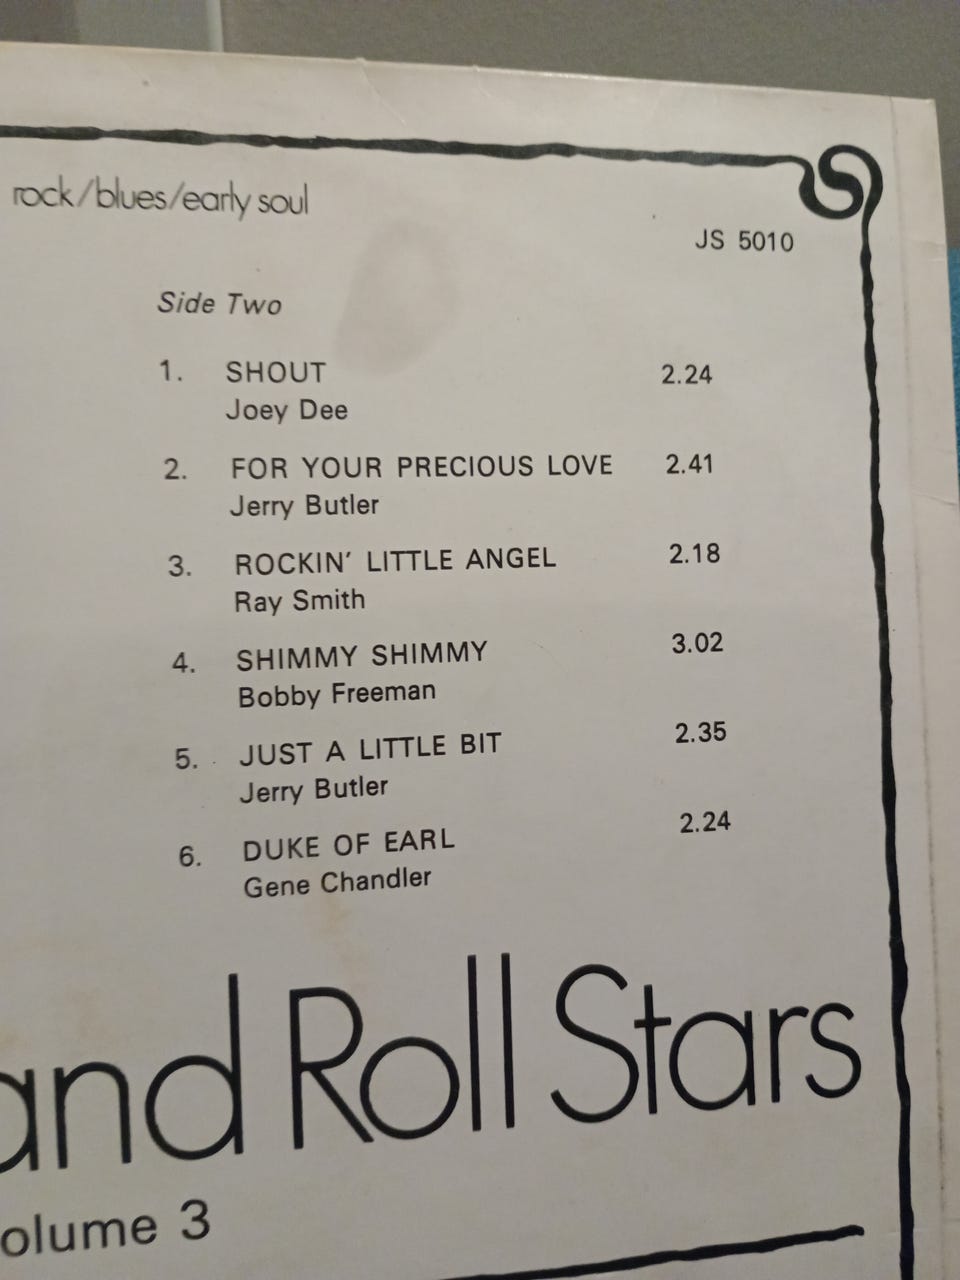 rock/blues/early soul
JS 5010
Side Two
1. SHOUT 2.24
Joey Dee
2. FOR YOUR PRECIOUS LOVE 2.41
Jerry Butler
3. ROCKIN' LITTLE ANGEL 2.18
Ray Smith
4. SHIMMY SHIMMY 3.02
Bobby Freeman
5. JUST A LITTLE BIT 2.35
Jerry Butler
6. DUKE OF EARL 2.24
Gene Chandler
and Roll Stars
olume 3